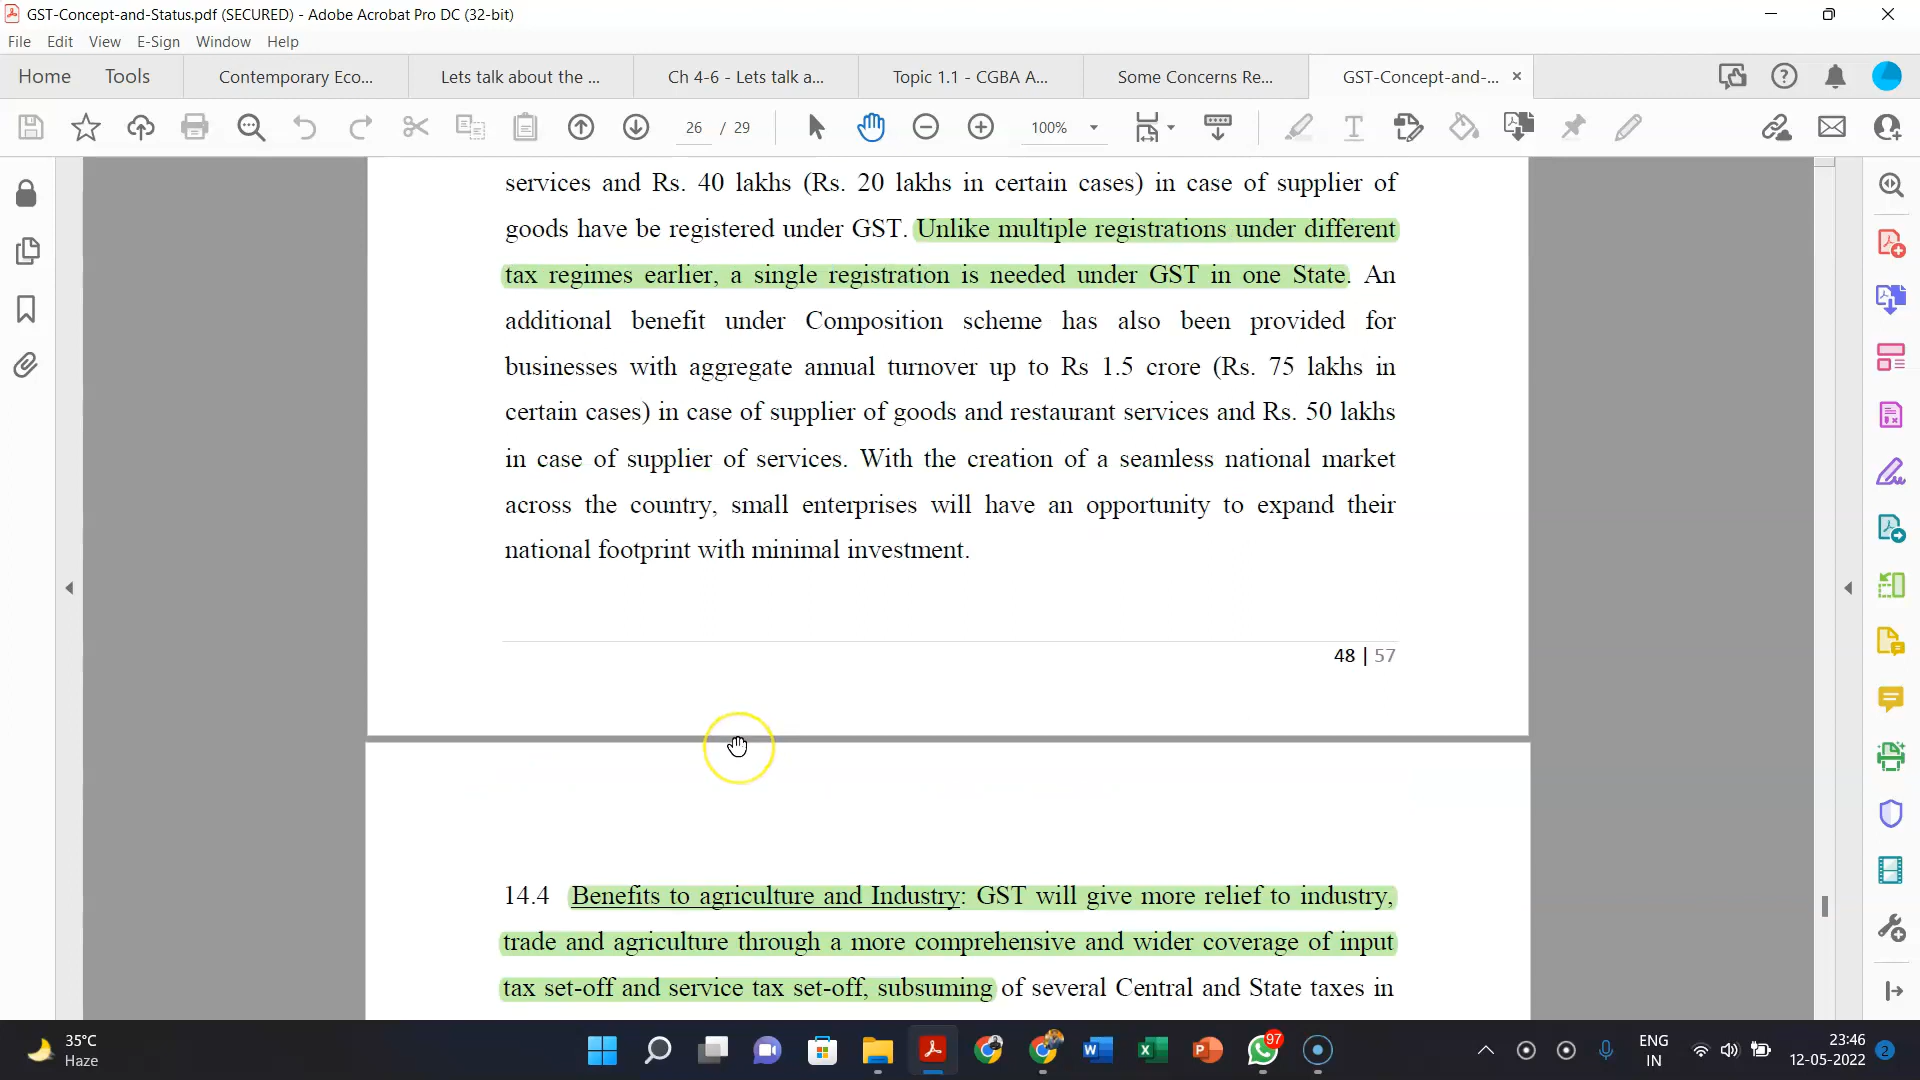 GST-Concept-and-Status.pdf (SECURED) - Adobe Acrobat Pro DC (32-bit)
File Edit View E-Sign Window Help
Home Tools Contemporary Eco... Lets talk about the ... Ch 4-6 - Lets talk a... Topic 1.1 - CGBA A... Some Concerns Re... GST-Concept-and-...
26 / 29 100%
services and Rs. 40 lakhs (Rs. 20 lakhs in certain cases) in case of supplier of
goods have be registered under GST. Unlike multiple registrations under different
tax regimes earlier, a single registration is needed under GST in one State. An
additional benefit under Composition scheme has also been provided for
businesses with aggregate annual turnover up to Rs 1.5 crore (Rs. 75 lakhs in
certain cases) in case of supplier of goods and restaurant services and Rs. 50 lakhs
in case of supplier of services. With the creation of a seamless national market
across the country, small enterprises will have an opportunity to expand their
national footprint with minimal investment.
48 | 57
14.4 Benefits to agriculture and Industry: GST will give more relief to industry,
trade and agriculture through a more comprehensive and wider coverage of input
tax set-off and service tax set-off, subsuming of several Central and State taxes in
35°C
Haze
97
ENG
IN
23:46
12-05-2022
2